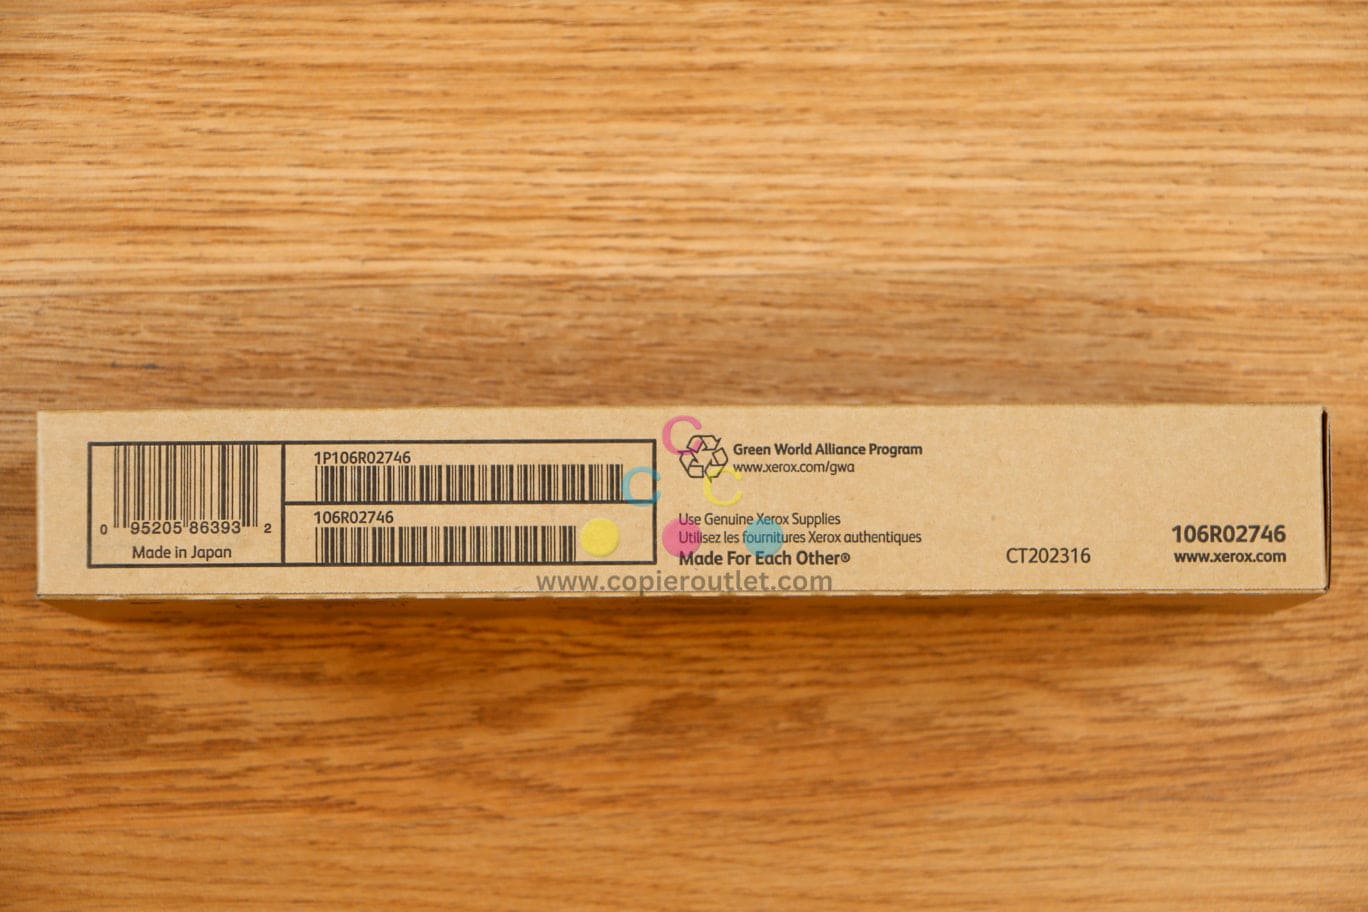 1P106R02746
106R02746
0 95205 86393 2
Made in Japan
Green World Alliance Program
www.xerox.com/gwa
Use Genuine Xerox Supplies
Utilisez les fournitures Xerox authentiques
Made For Each Other®
CT202316
106R02746
www.xerox.com
C
C C
www.copieroutlet.com